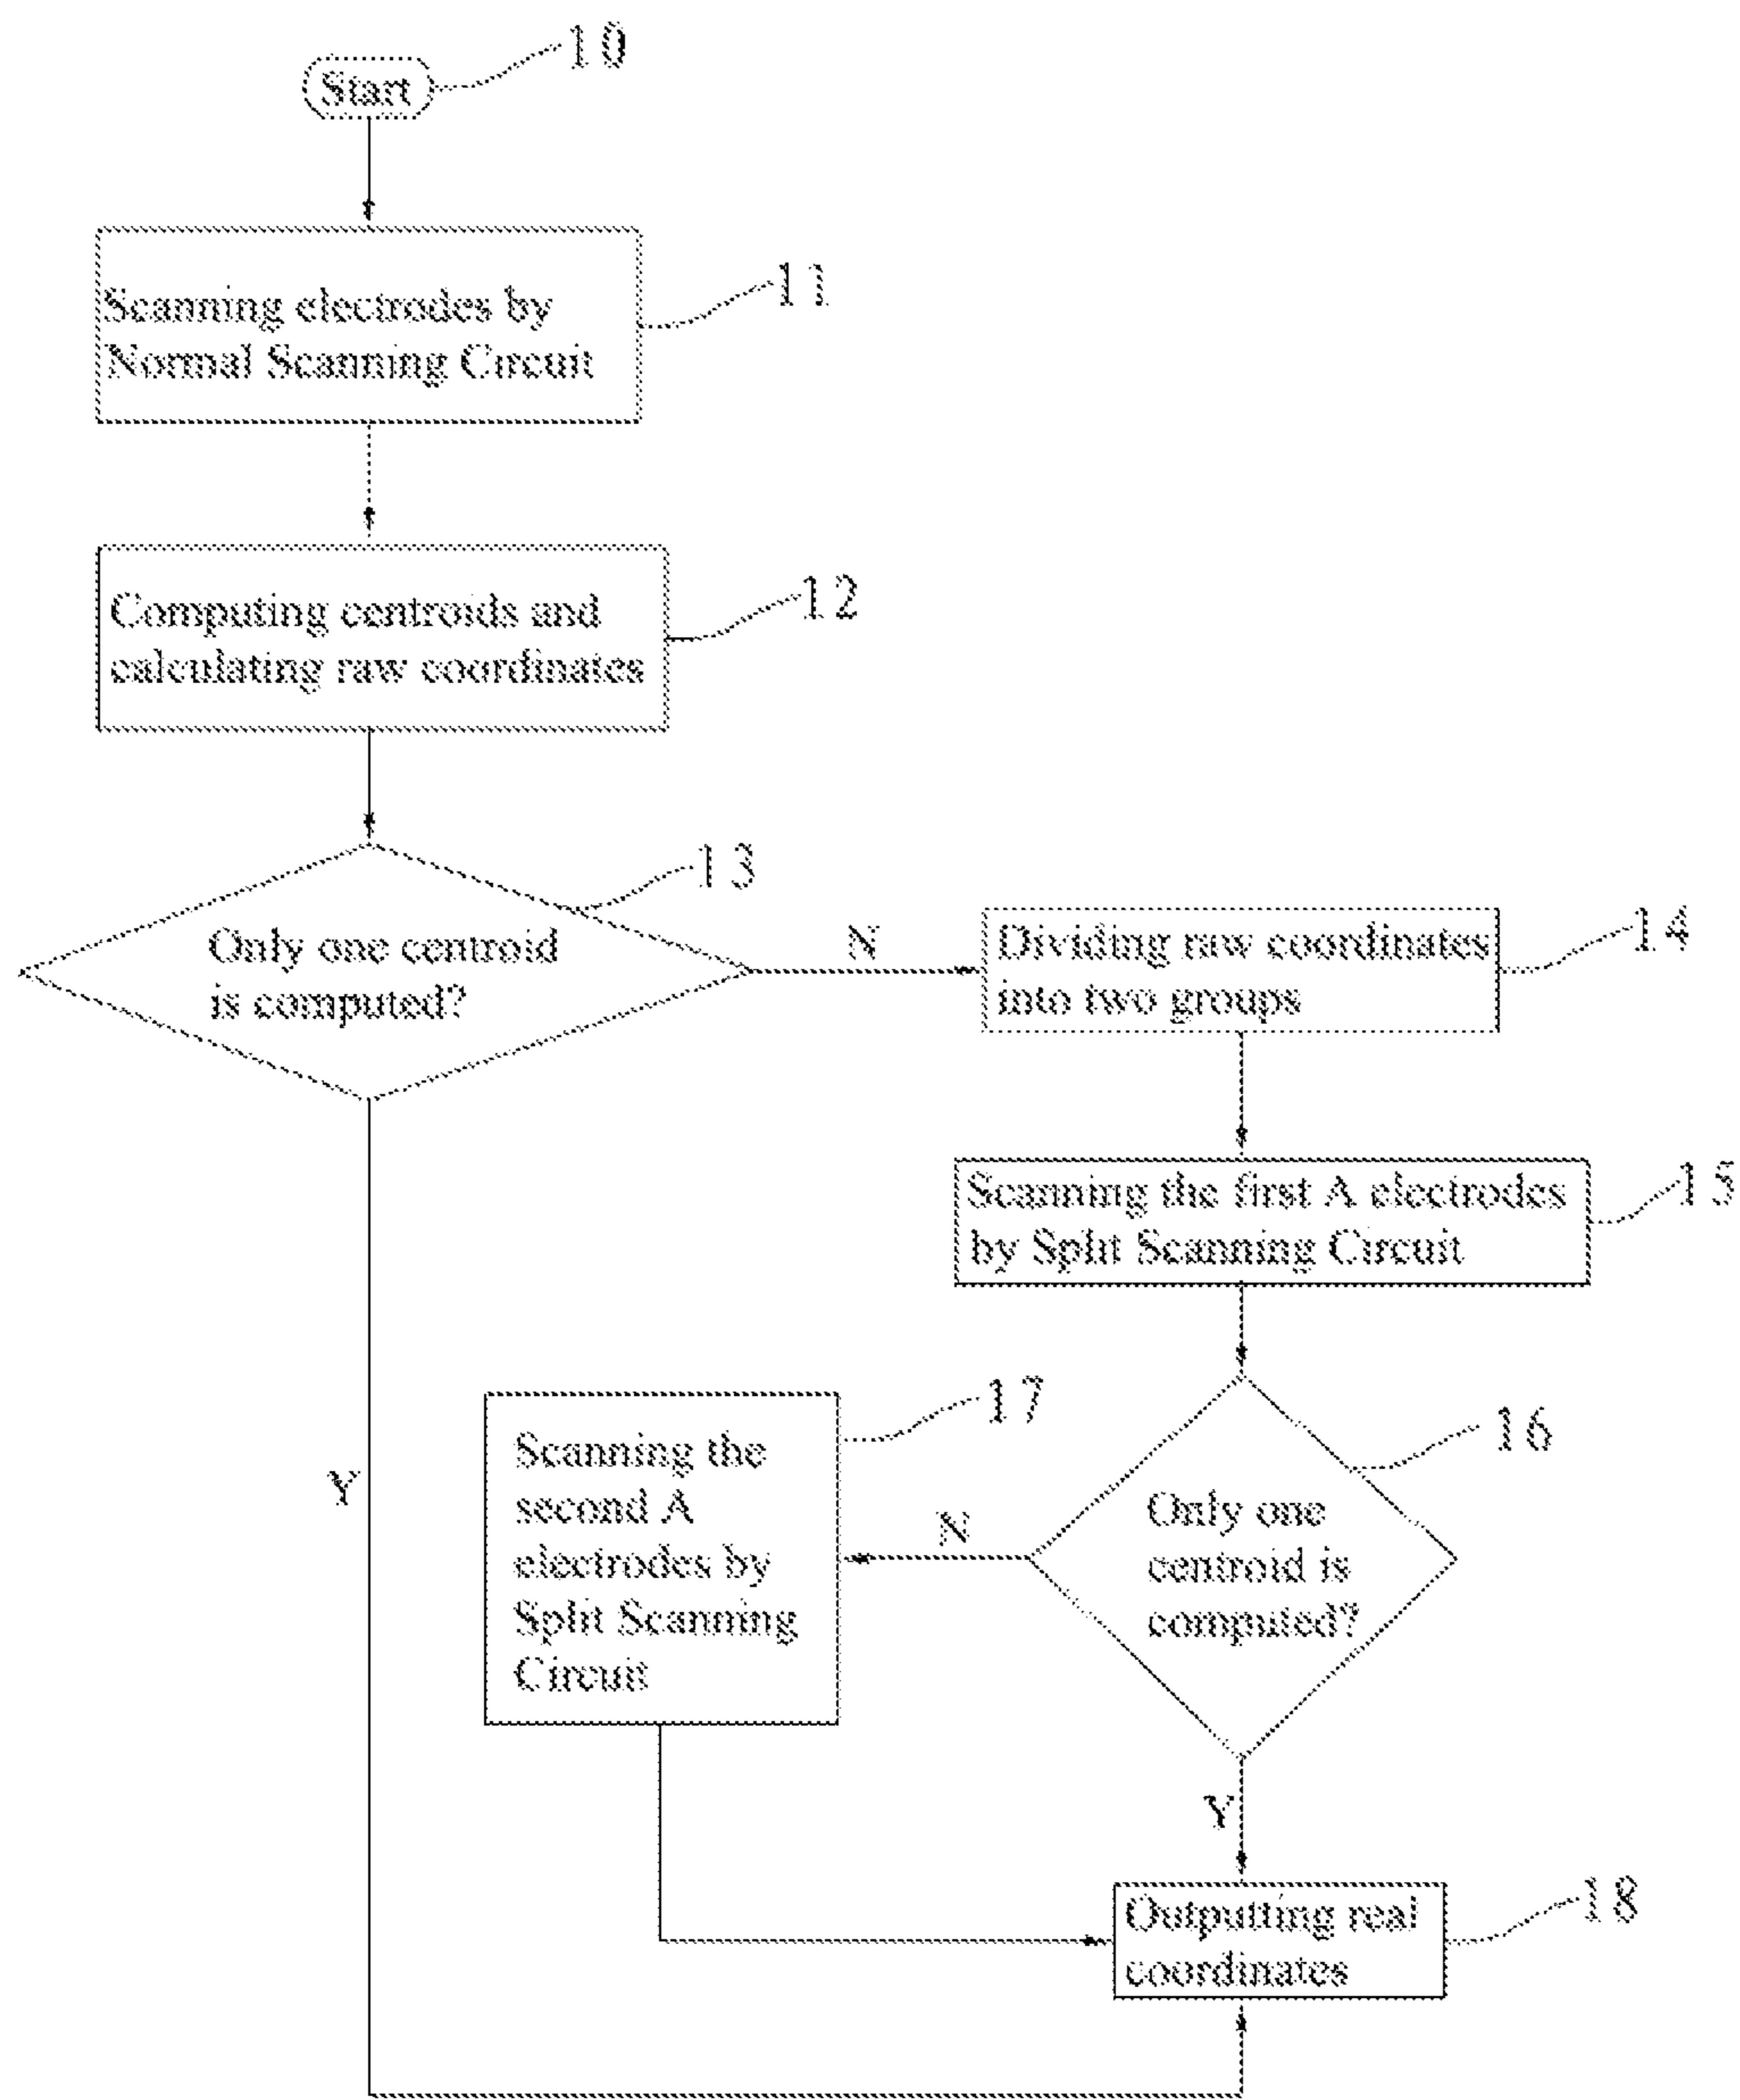 10
Start
11
Scanning electrodes by
Normal Scanning Circuit
12
Computing centroids and
calculating raw coordinates
13
Only one centroid
is computed?
N
14
Dividing raw coordinates
into two groups
15
Scanning the first A electrodes
by Split Scanning Circuit
16
Only one
centroid is
computed?
N
17
Scanning the
second A
electrodes by
Split Scanning
Circuit
Y
Y
18
Outputting real
coordinates